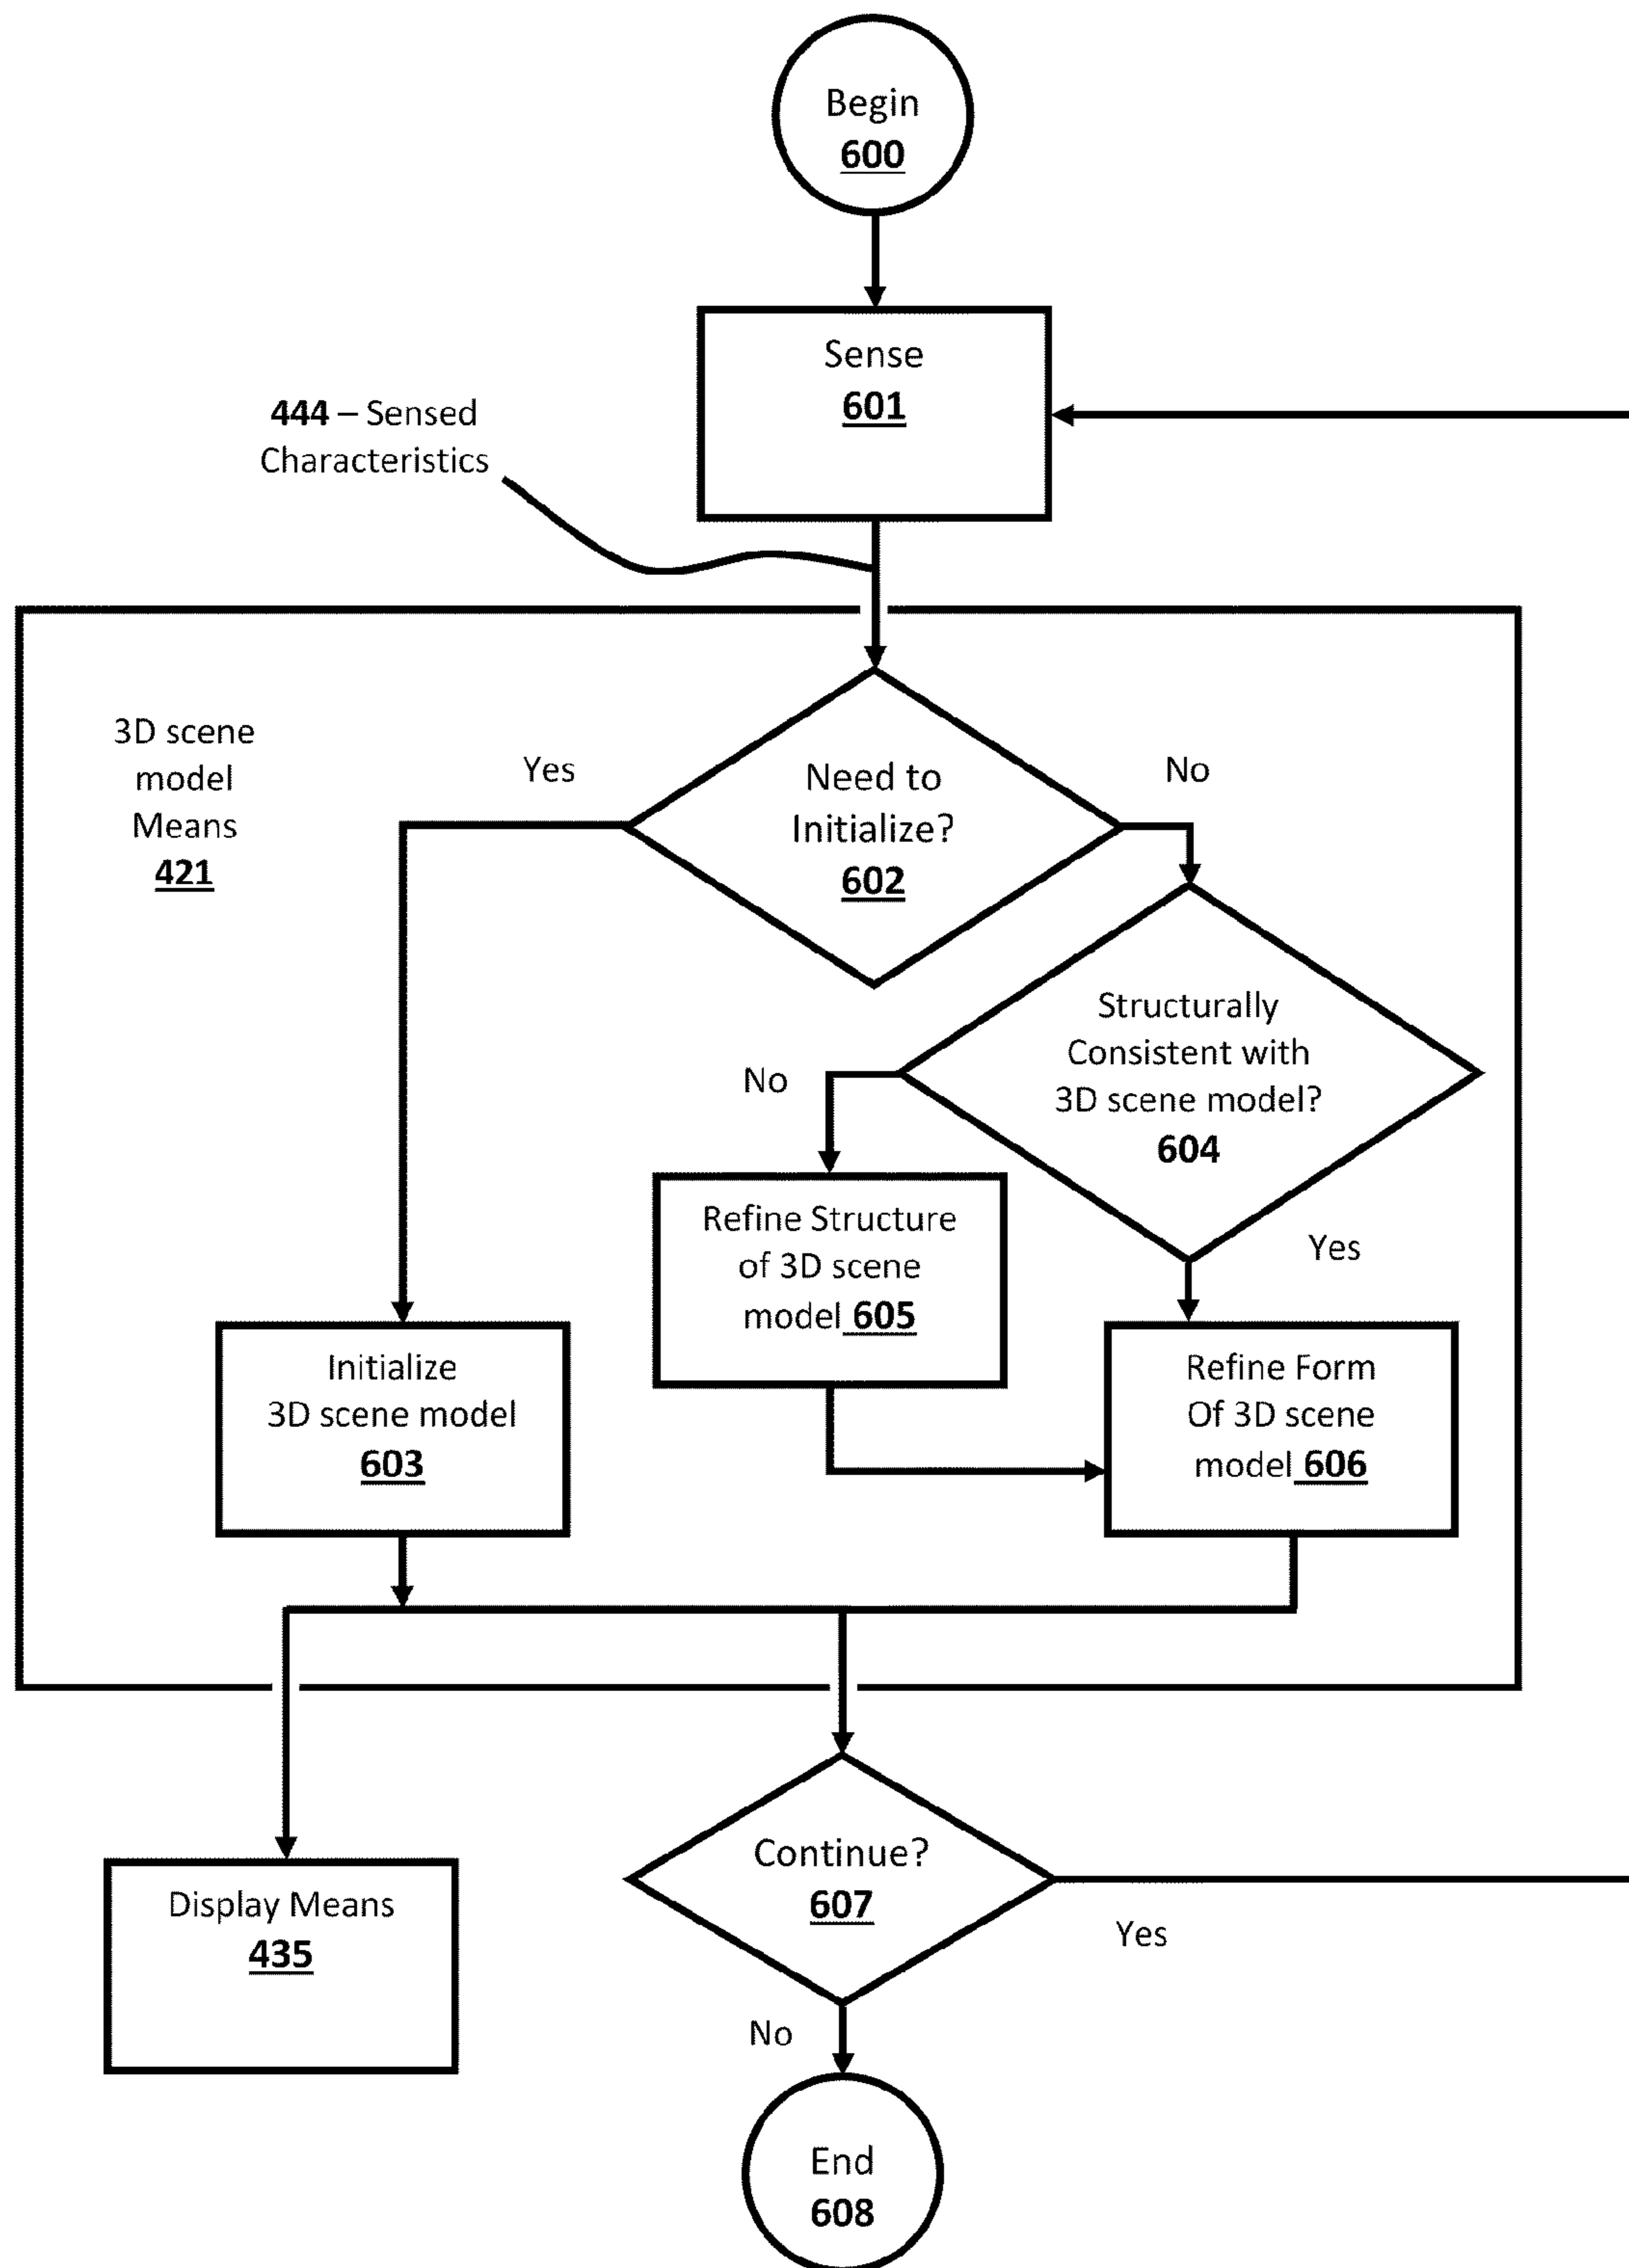 Begin
600
Sense
601
444 – Sensed
Characteristics
3D scene
model
Means
421
Yes
Need to
Initialize?
602
No
Structurally
Consistent with
3D scene model?
604
No
Refine Structure
of 3D scene
model 605
Yes
Initialize
3D scene model
603
Refine Form
Of 3D scene
model 606
Continue?
607
Display Means
435
Yes
No
End
608